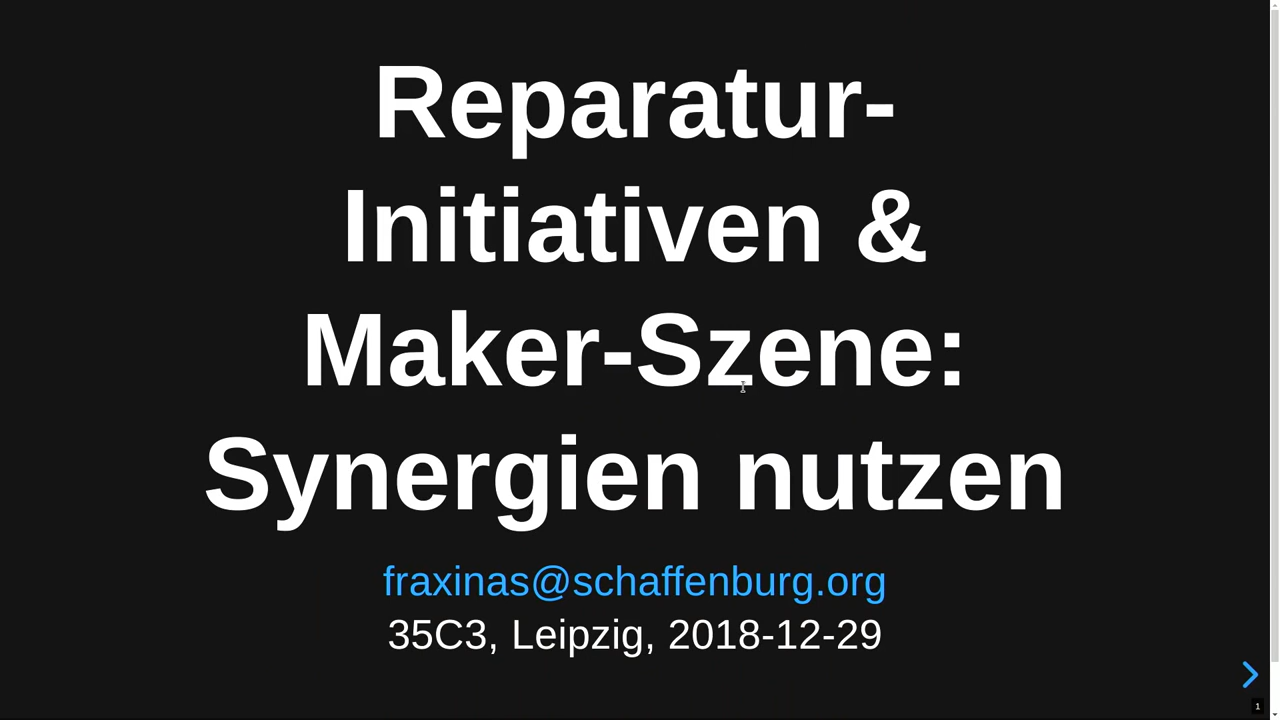 Reparatur-
Initiativen &
Maker-Szene:
Synergien nutzen
fraxinas@schaffenburg.org
35C3, Leipzig, 2018-12-29
1